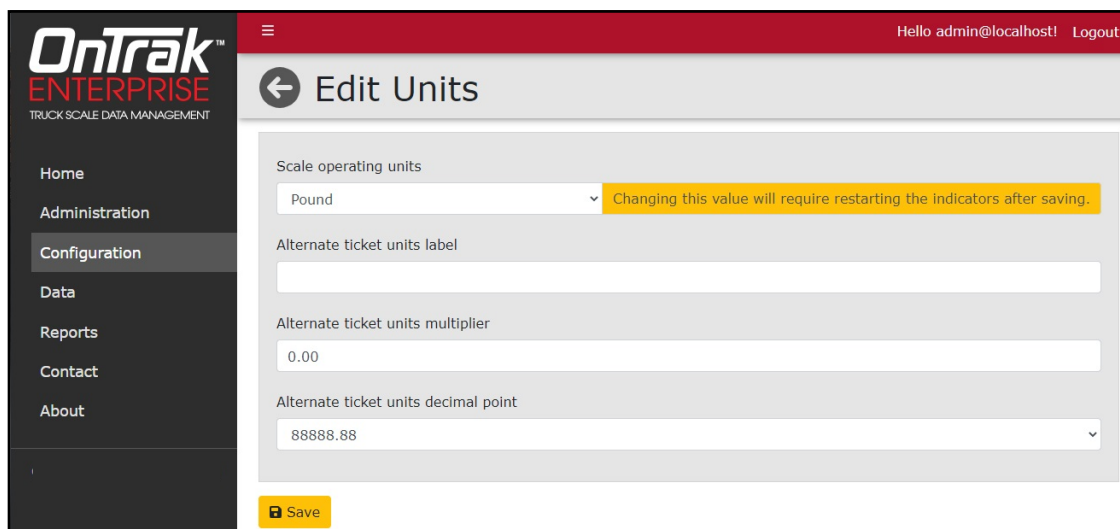 OnTrak™
ENTERPRISE
TRUCK SCALE DATA MANAGEMENT
Home
Administration
Configuration
Data
Reports
Contact
About
Hello admin@localhost! Logout
Edit Units
Scale operating units
Pound Changing this value will require restarting the indicators after saving.
Alternate ticket units label
Alternate ticket units multiplier
0.00
Alternate ticket units decimal point
88888.88
Save